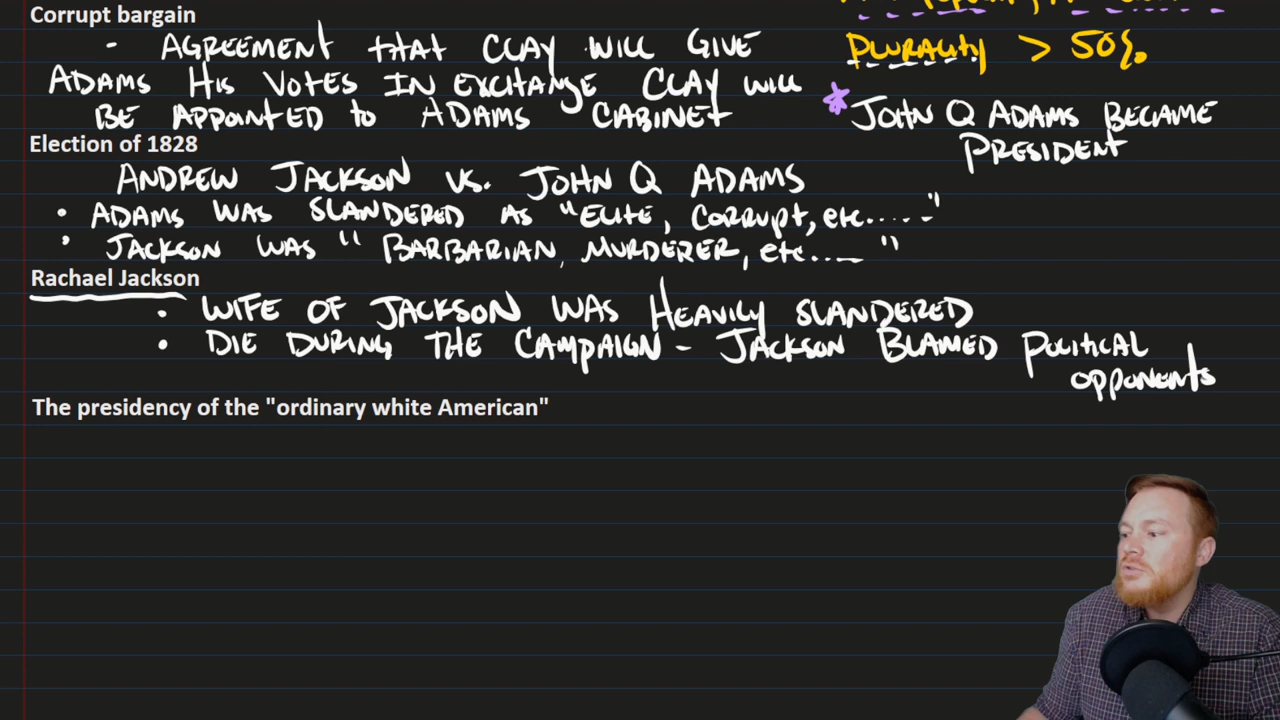 Corrupt bargain
· AGREEMENT THAT CLAY WILL GIVE
ADAMS HIS VOTES IN EXCHANGE CLAY WILL
BE APPOINTED TO ADAMS CABINET
PLURALITY > 50%
* JOHN Q ADAMS BECAME
PRESIDENT
Election of 1828
ANDREW JACKSON VS. JOHN Q ADAMS
· ADAMS WAS SLANDERED AS "ELITE, CORRUPT, etc......"
· JACKSON WAS "BARBARIAN, MURDERER, etc....."
Rachael Jackson
· WIFE OF JACKSON WAS HEAVILY SLANDERED
· DIE DURING THE CAMPAIGN - JACKSON BLAMED POLITICAL
OPPONENTS
The presidency of the "ordinary white American"